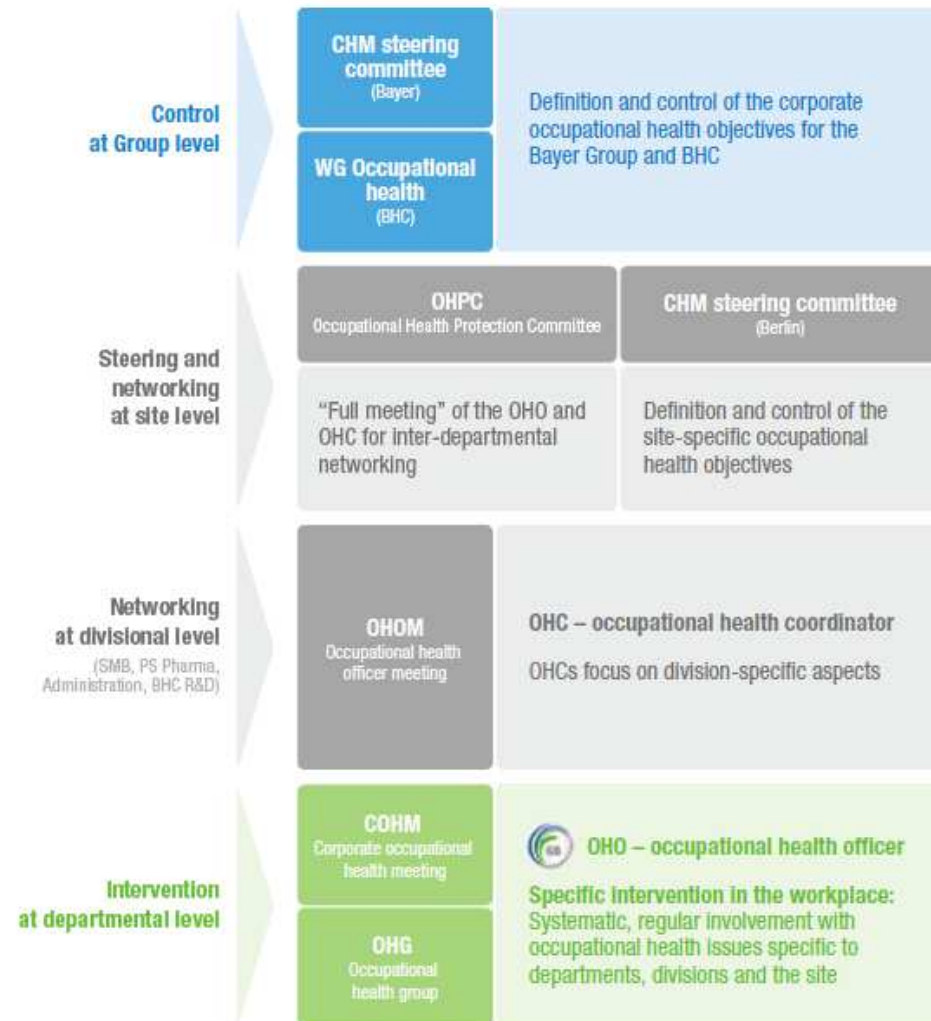 Control
at Group level
CHM steering
committee
(Bayer)
WG Occupational
health
(BHC)
Definition and control of the corporate
occupational health objectives for the
Bayer Group and BHC
Steering and
networking
at site level
OHPC
Occupational Health Protection Committee
CHM steering committee
(Berlin)
“Full meeting” of the OHO and
OHC for inter-departmental
networking
Definition and control of the
site-specific occupational
health objectives
Networking
at divisional level
(SMB, PS Pharma,
Administration, BHC R&D)
OHOM
Occupational health
officer meeting
OHC – occupational health coordinator
OHCs focus on division-specific aspects
Intervention
at departmental level
COHM
Corporate occupational
health meeting
OHG
Occupational
health group
OHO – occupational health officer
Specific intervention in the workplace:
Systematic, regular involvement with
occupational health issues specific to
departments, divisions and the site